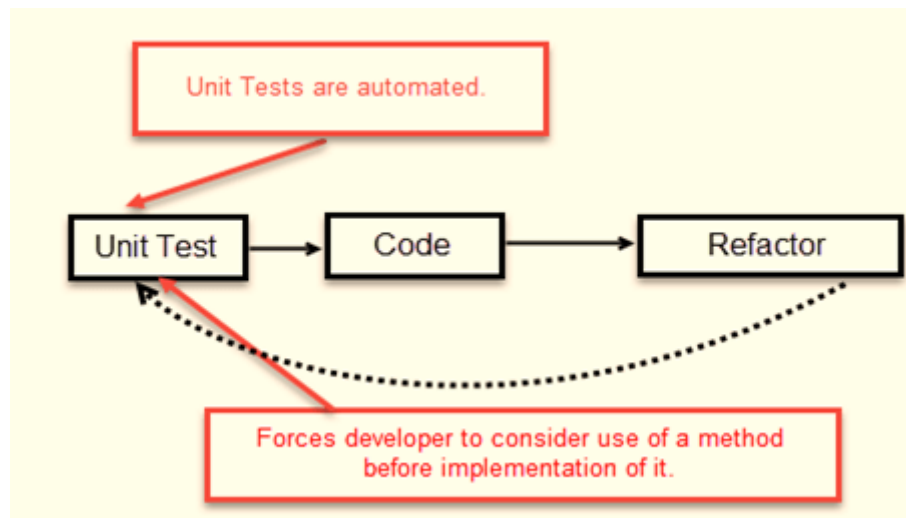 Unit Tests are automated.
Unit Test
Code
Refactor
Forces developer to consider use of a method
before implementation of it.